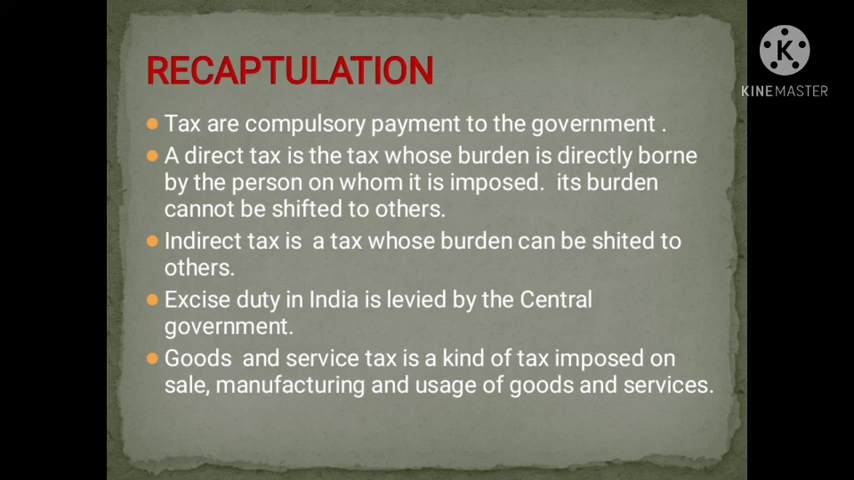 RECAPTULATION
K
KINEMASTER
Tax are compulsory payment to the government .
A direct tax is the tax whose burden is directly borne
by the person on whom it is imposed. its burden
cannot be shifted to others.
Indirect tax is a tax whose burden can be shited to
others.
Excise duty in India is levied by the Central
government.
Goods and service tax is a kind of tax imposed on
sale, manufacturing and usage of goods and services.